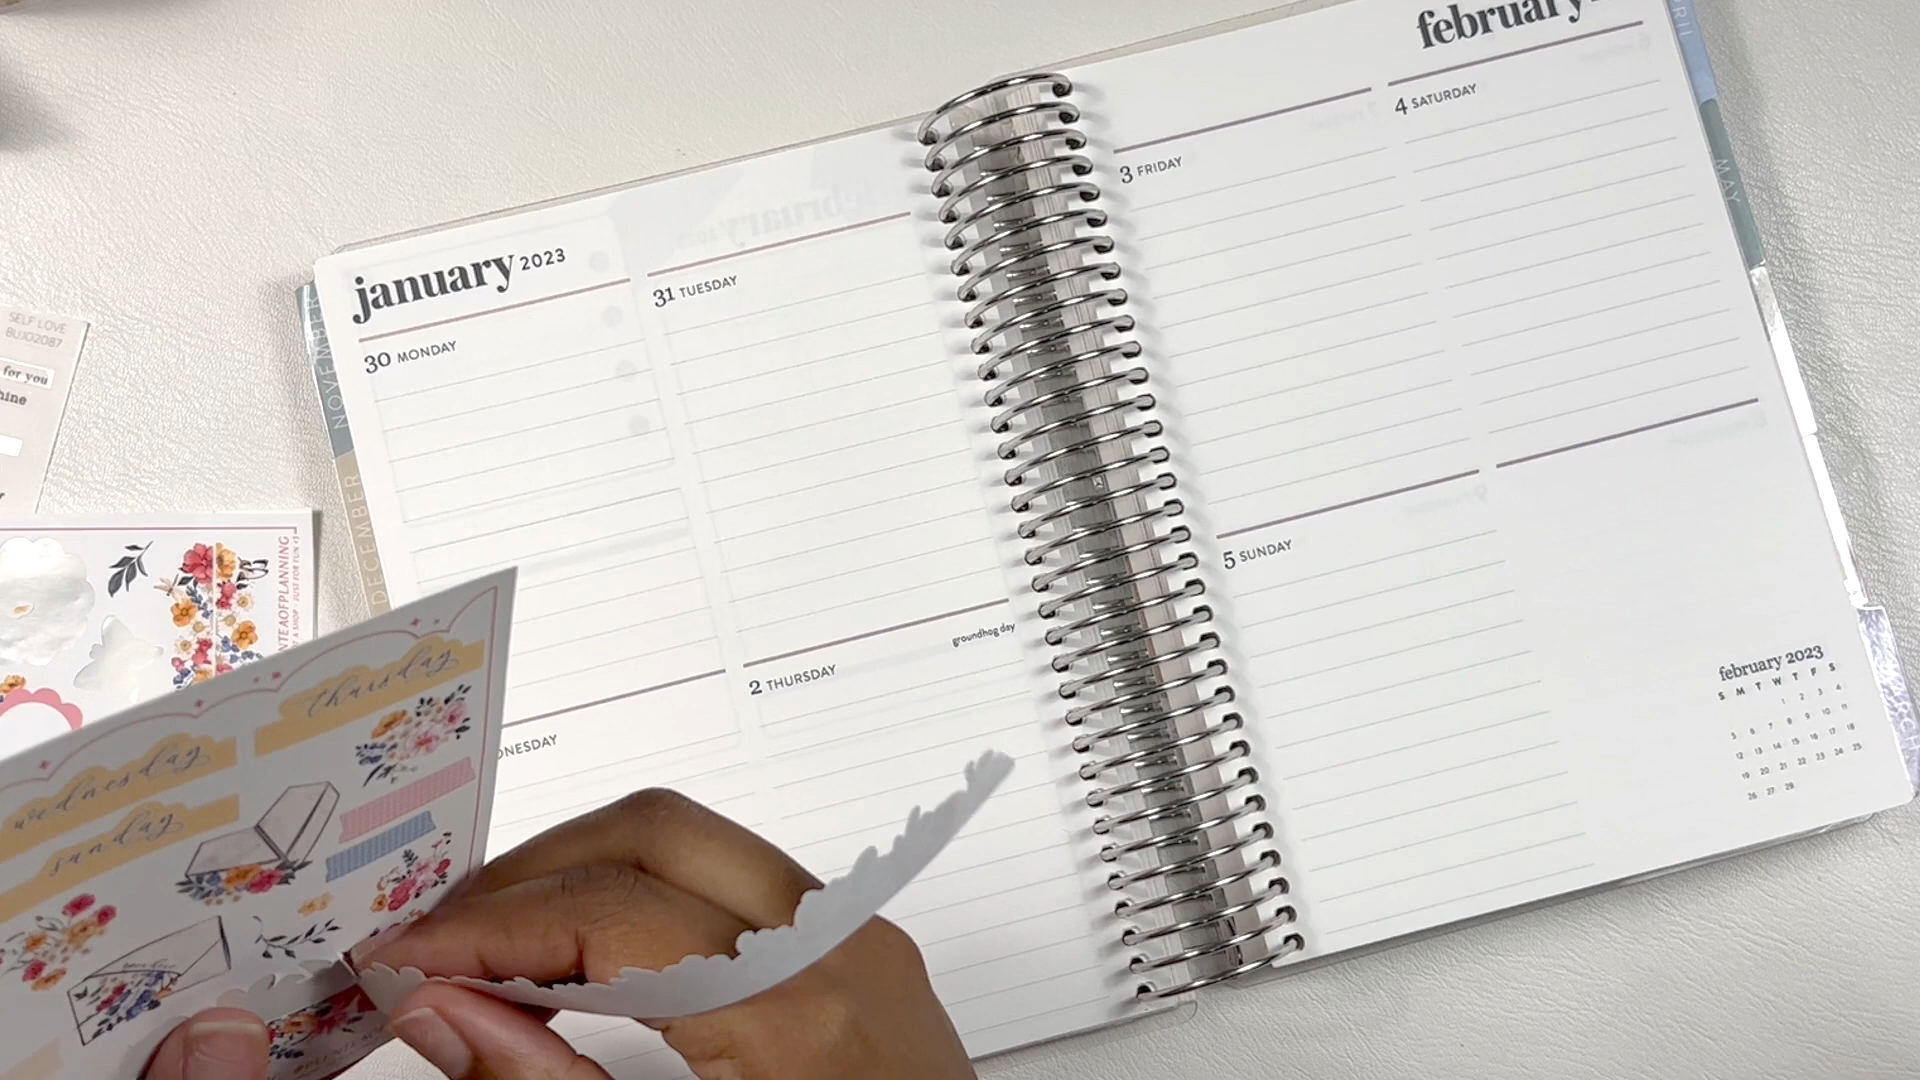 january 2023
30 MONDAY
31 TUESDAY
2 THURSDAY
groundhog day
february
3 FRIDAY
4 SATURDAY
5 SUNDAY
february 2023
S M T W T F S
1 2 3 4
5 6 7 8 9 10 11
12 13 14 15 16 17 18
19 20 21 22 23 24 25
26 27 28
NOVEMBER
DECEMBER
MAY
SELF LOVE
BUJO2087
for you
wednesday
thursday
sunday